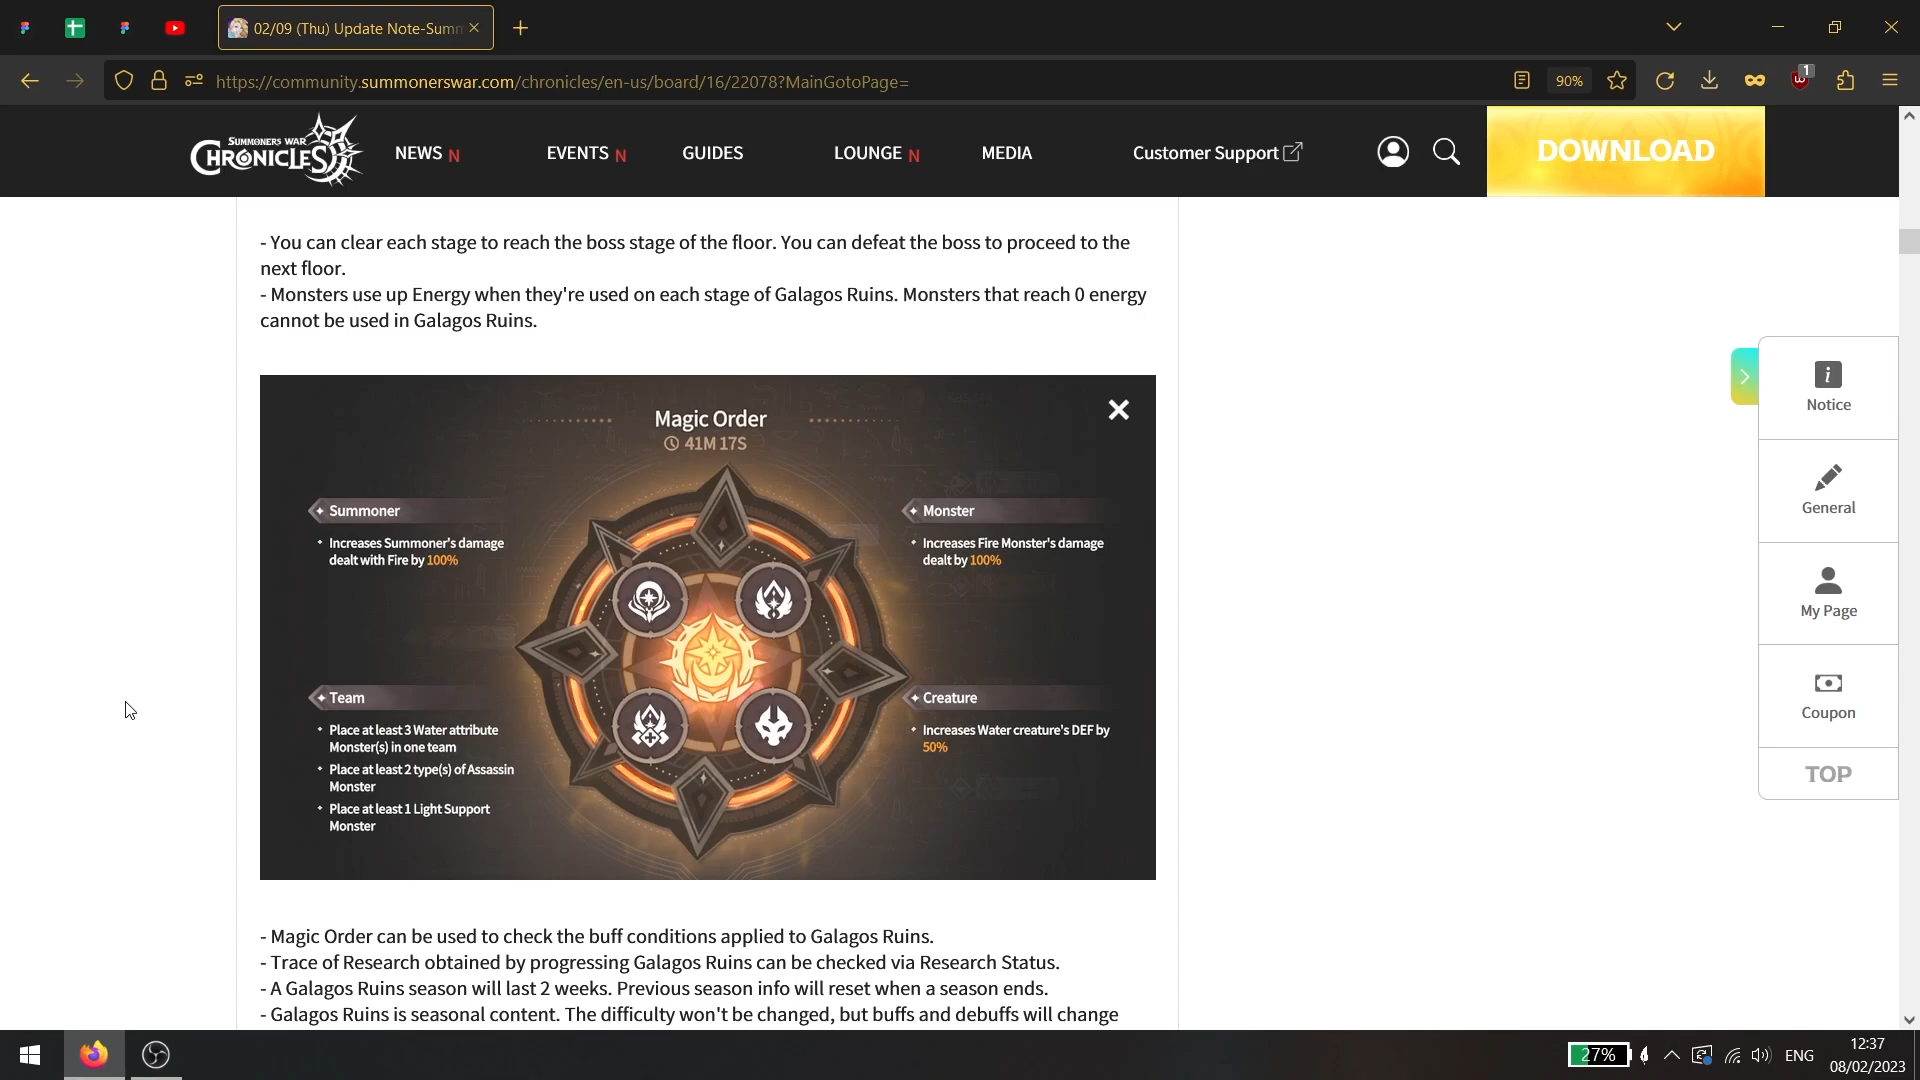 02/09 (Thu) Update Note-Summ
https://community.summonerswar.com/chronicles/en-us/board/16/22078?MainGotoPage=
90%
1
SUMMONERS WAR
CHRONICLES
NEWS N
EVENTS N
GUIDES
LOUNGE N
MEDIA
Customer Support
DOWNLOAD
- You can clear each stage to reach the boss stage of the floor. You can defeat the boss to proceed to the
next floor.
- Monsters use up Energy when they're used on each stage of Galagos Ruins. Monsters that reach 0 energy
cannot be used in Galagos Ruins.
Magic Order
41M 17S
Summoner
Increases Summoner's damage
dealt with Fire by 100%
Monster
Increases Fire Monster's damage
dealt by 100%
Team
Place at least 3 Water attribute
Monster(s) in one team
Place at least 2 type(s) of Assassin
Monster
Place at least 1 Light Support
Monster
Creature
Increases Water creature's DEF by
50%
- Magic Order can be used to check the buff conditions applied to Galagos Ruins.
- Trace of Research obtained by progressing Galagos Ruins can be checked via Research Status.
- A Galagos Ruins season will last 2 weeks. Previous season info will reset when a season ends.
- Galagos Ruins is seasonal content. The difficulty won't be changed, but buffs and debuffs will change
Notice
General
My Page
Coupon
TOP
27%
ENG
12:37
08/02/2023